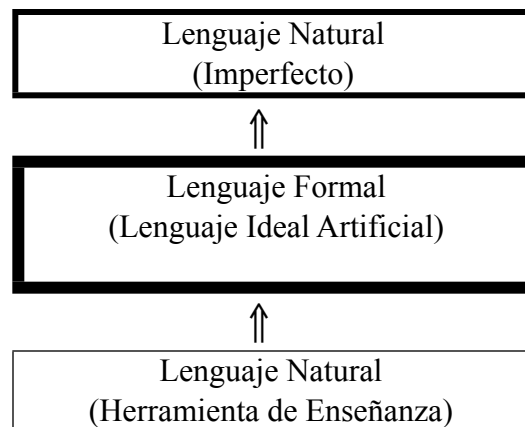 Lenguaje Natural
(Imperfecto)
⇑
Lenguaje Formal
(Lenguaje Ideal Artificial)
⇑
Lenguaje Natural
(Herramienta de Enseñanza)